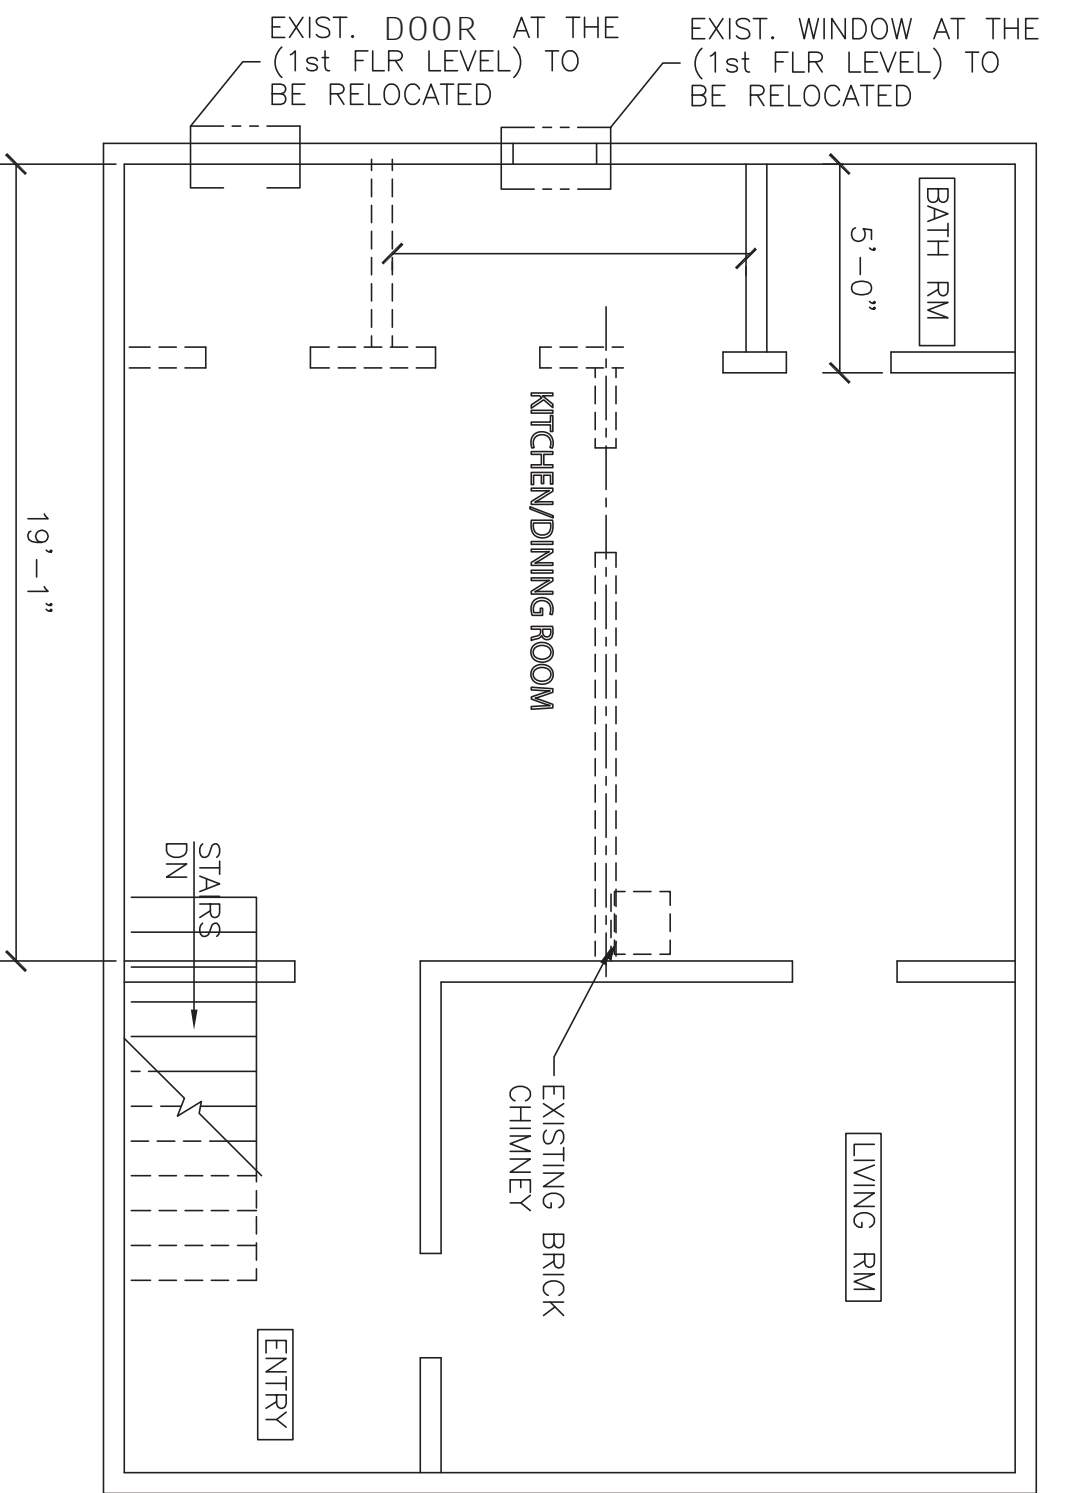 EXIST. DOOR AT THE
(1st FLR LEVEL) TO
BE RELOCATED
EXIST. WINDOW AT THE
(1st FLR LEVEL) TO
BE RELOCATED
BATH RM
5'-0"
KITCHEN/DINING ROOM
19'-1"
STAIRS
DN
EXISTING BRICK
CHIMNEY
LIVING RM
ENTRY